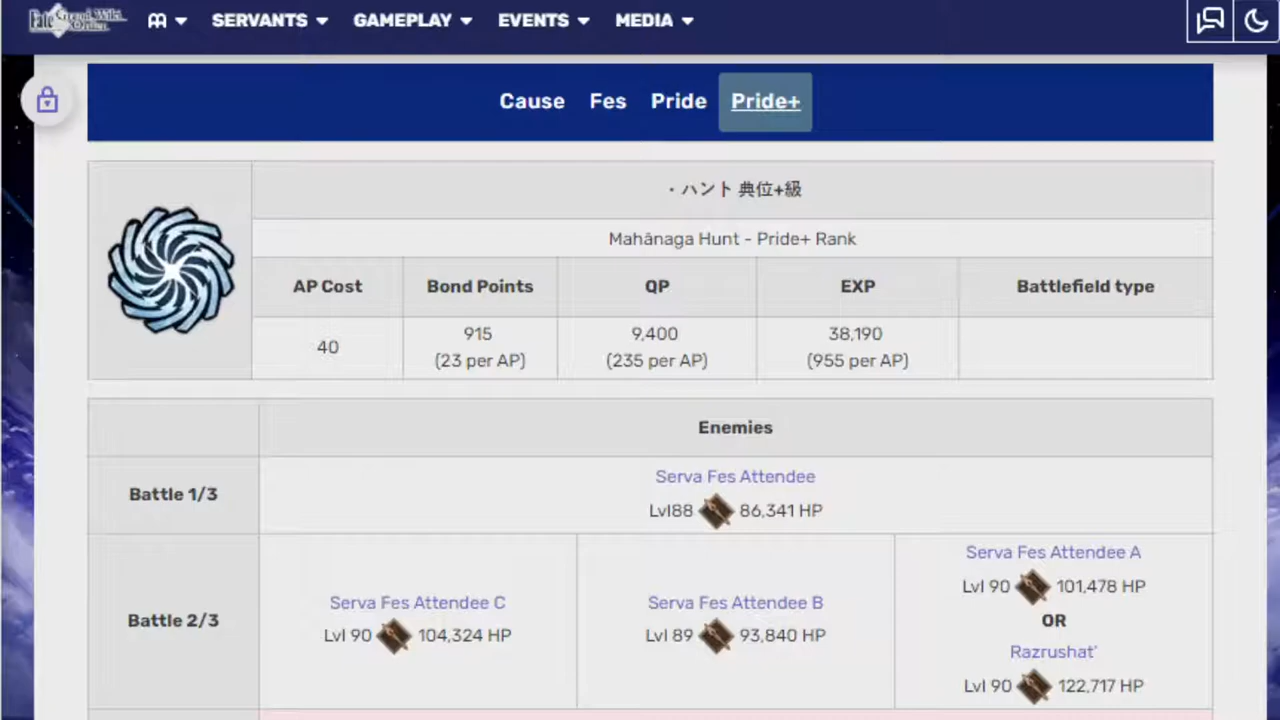 Fate Grand Order Wiki
SERVANTS GAMEPLAY EVENTS MEDIA
Cause Fes Pride Pride+
・ハント 典位+級
Mahānaga Hunt - Pride+ Rank
AP Cost Bond Points QP EXP Battlefield type
40
915
(23 per AP)
9,400
(235 per AP)
38,190
(955 per AP)
Enemies
Battle 1/3
Serva Fes Attendee
Lvl88 86,341 HP
Battle 2/3
Serva Fes Attendee C
Lvl 90 104,324 HP
Serva Fes Attendee B
Lvl 89 93,840 HP
Serva Fes Attendee A
Lvl 90 101,478 HP
OR
Razrushat'
Lvl 90 122,717 HP